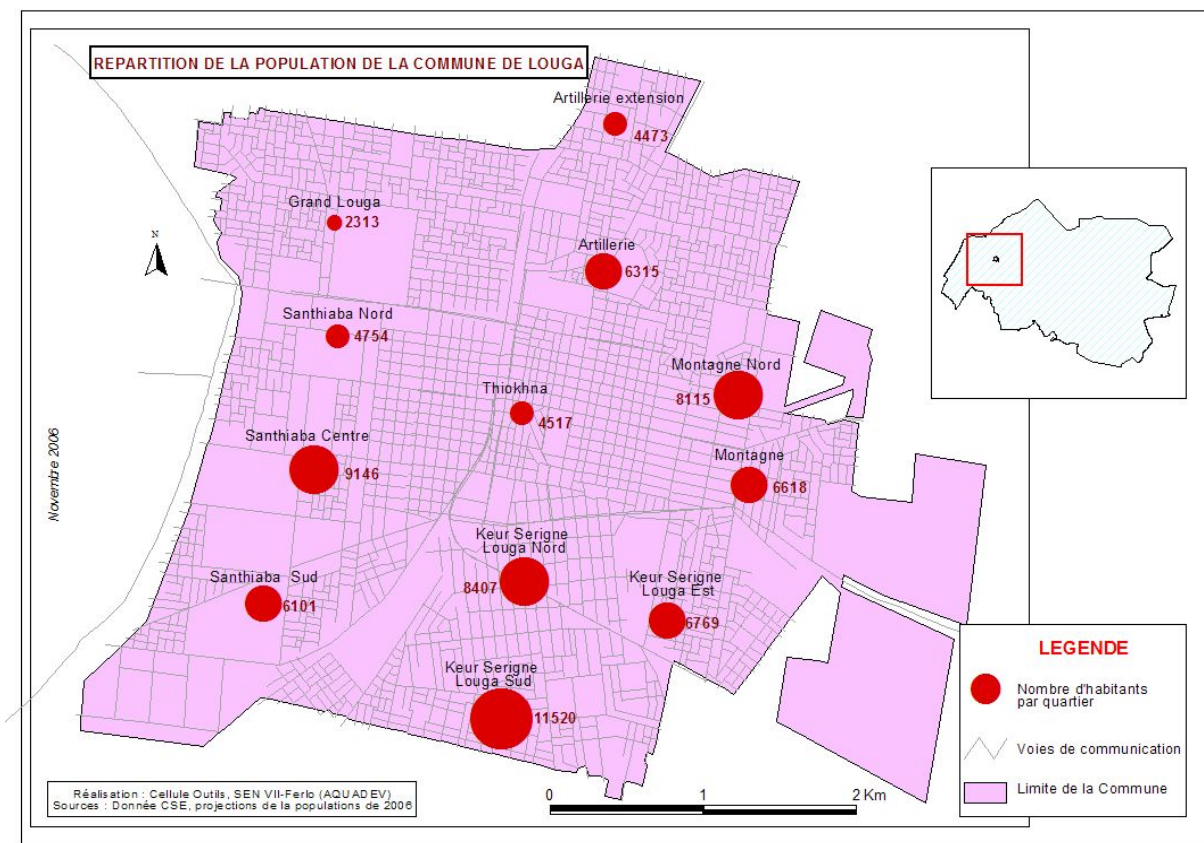 REPARTITION DE LA POPULATION DE LA COMMUNE DE LOUGA
Artillerie extension
4473
N
Grand Louga
2313
Artillerie
6315
Santhiaba Nord
4754
Montagne Nord
8115
Thiokhna
4517
Santhiaba Centre
9146
Montagne
6618
Novembre 2006
Keur Serigne
Louga Nord
8407
Santhiaba Sud
6101
Keur Serigne
Louga Est
6769
Keur Serigne
Louga Sud
11520
LEGENDE
Nombre d'habitants
par quartier
Voies de communication
Limite de la Commune
Réalisation : Cellule Outils, SEN VII-Ferlo (AQUADEV)
Sources : Donnée CSE, projections de la populations de 2006
0 1 2 Km